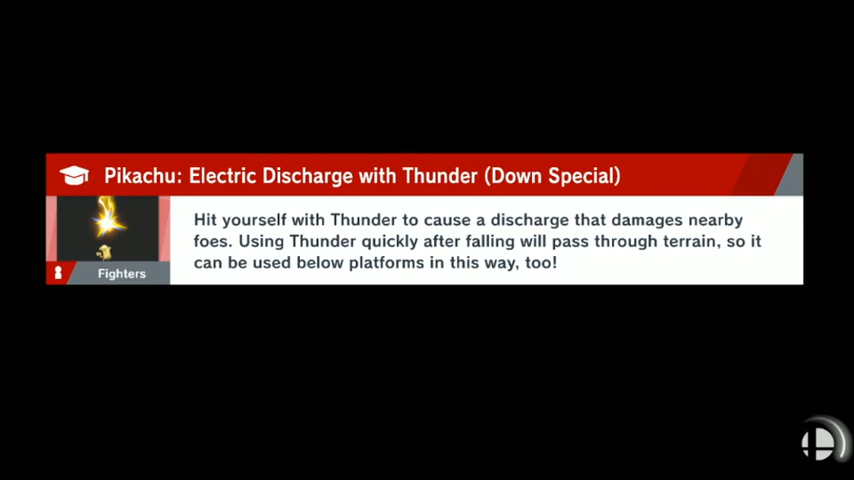 Pikachu: Electric Discharge with Thunder (Down Special)
Hit yourself with Thunder to cause a discharge that damages nearby
foes. Using Thunder quickly after falling will pass through terrain, so it
can be used below platforms in this way, too!
Fighters